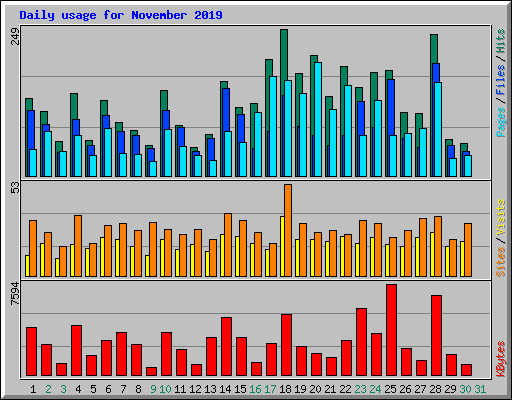 Daily usage for November 2019
249
Pages/Files/Hits
53
Sites/Visits
7594
KBytes
1 2 3 4 5 6 7 8 9 10 11 12 13 14 15 16 17 18 19 20 21 22 23 24 25 26 27 28 29 30 31